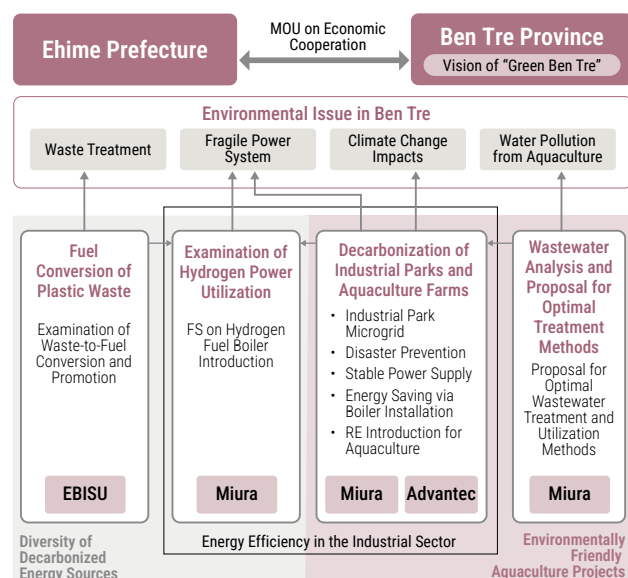 Ehime Prefecture
MOU on Economic
Cooperation
Ben Tre Province
Vision of “Green Ben Tre”
Environmental Issue in Ben Tre
Waste Treatment
Fragile Power
System
Climate Change
Impacts
Water Pollution
from Aquaculture
Fuel
Conversion of
Plastic Waste
Examination of
Waste-to-Fuel
Conversion and
Promotion
EBISU
Examination of
Hydrogen Power
Utilization
FS on Hydrogen
Fuel Boiler
Introduction
Miura
Decarbonization of
Industrial Parks and
Aquaculture Farms
• Industrial Park
Microgrid
• Disaster Prevention
• Stable Power Supply
• Energy Saving via
Boiler Installation
• RE Introduction for
Aquaculture
Miura
Advantec
Wastewater
Analysis and
Proposal for
Optimal
Treatment
Methods
Proposal for
Optimal
Wastewater
Treatment and
Utilization
Methods
Miura
Diversity of
Decarbonized
Energy Sources
Energy Efficiency in the Industrial Sector
Environmentally
Friendly
Aquaculture Projects